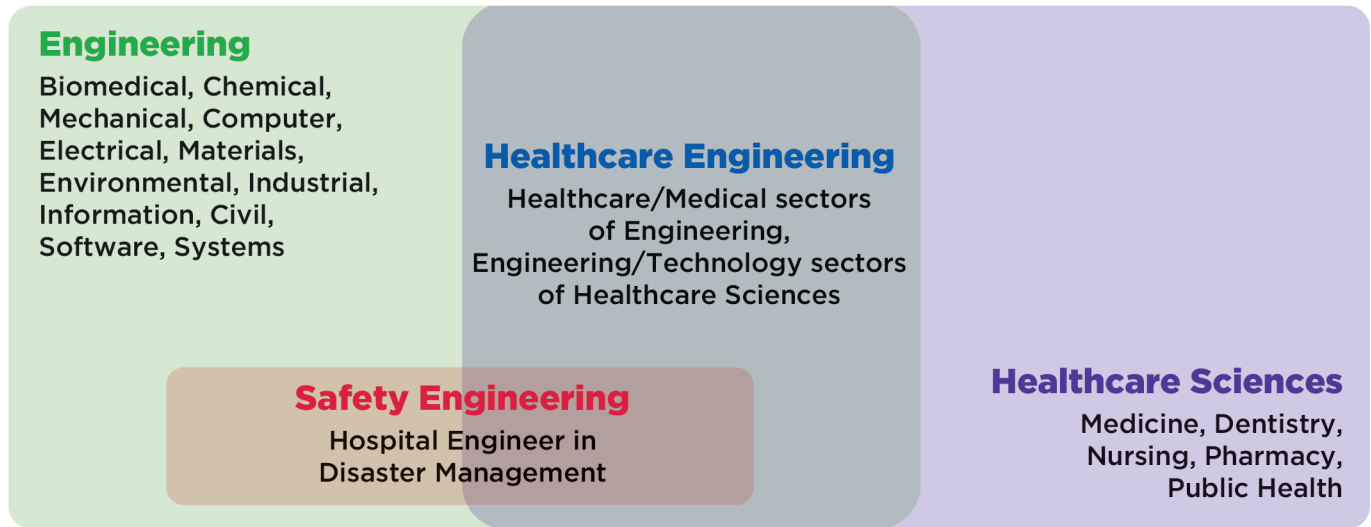 Engineering
Biomedical, Chemical,
Mechanical, Computer,
Electrical, Materials,
Environmental, Industrial,
Information, Civil,
Software, Systems
Healthcare Engineering
Healthcare/Medical sectors
of Engineering,
Engineering/Technology sectors
of Healthcare Sciences
Safety Engineering
Hospital Engineer in
Disaster Management
Healthcare Sciences
Medicine, Dentistry,
Nursing, Pharmacy,
Public Health